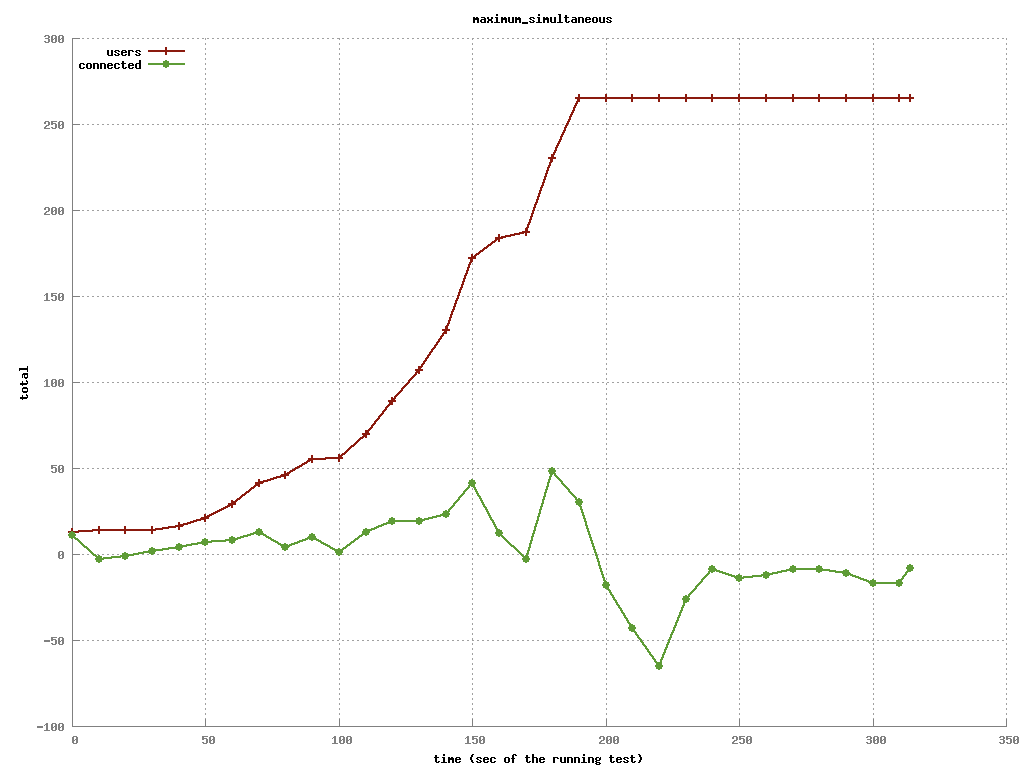 maximum_simultaneous
users
connected
300
250
200
150
100
50
0
-50
-100
total
0 50 100 150 200 250 300 350
time (sec of the running test)